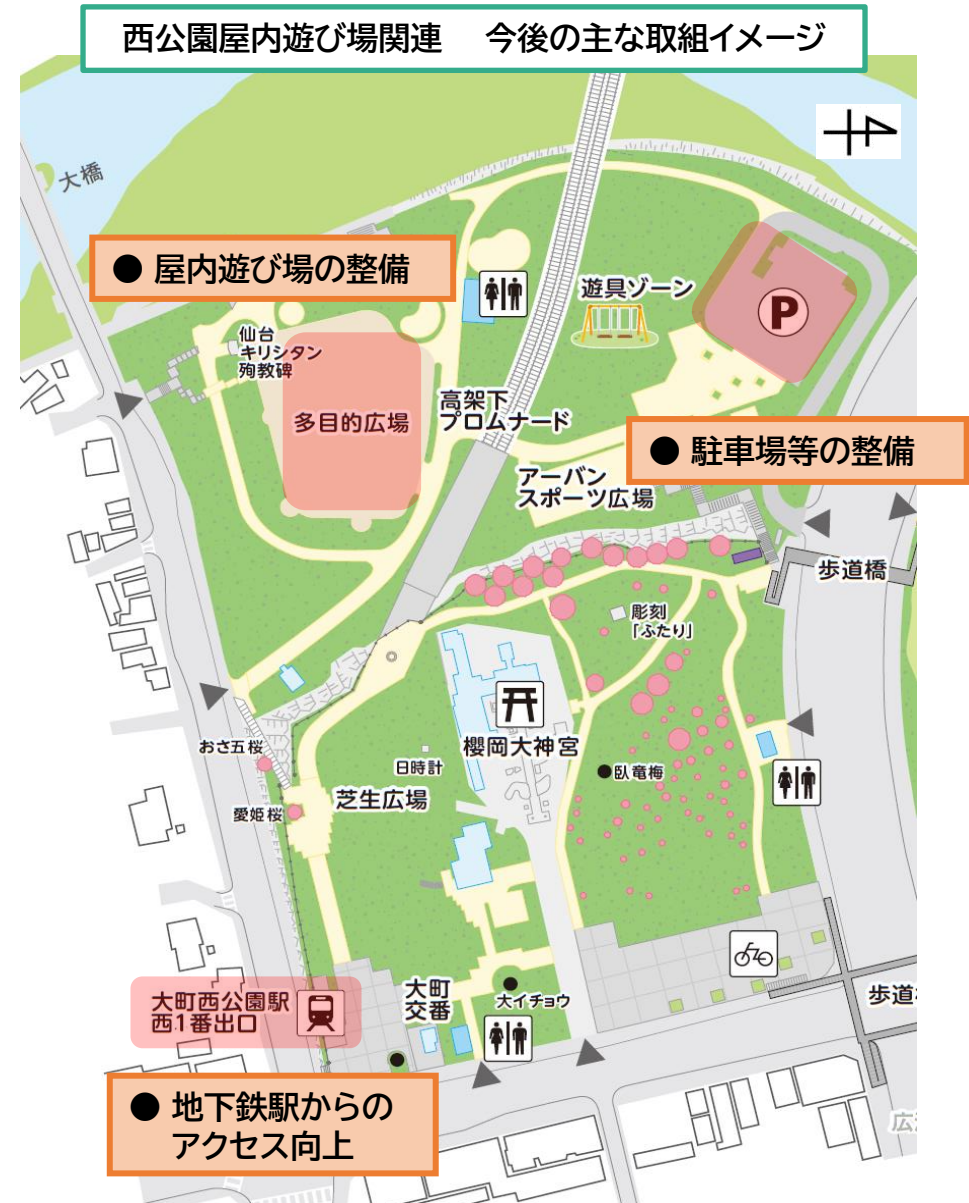 西公園屋内遊び場関連　今後の主な取組イメージ
大橋
● 屋内遊び場の整備
遊具ゾーン
P
仙台
キリシタン
殉教碑
多目的広場
高架下
プロムナード
● 駐車場等の整備
アーバン
スポーツ広場
歩道橋
彫刻
「ふたり」
櫻岡大神宮
おさ五桜
日時計
臥竜梅
愛姫桜
芝生広場
大町西公園駅
西1番出口
大町
交番
大イチョウ
歩道
● 地下鉄駅からの
アクセス向上
広